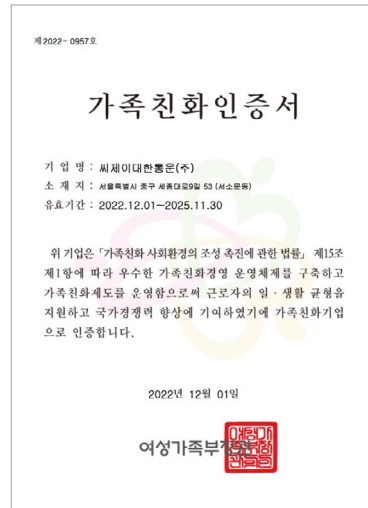 제2022- 0957호
가족친화인증서
기 업 명 : 씨제이대한통운(주)
소 재 지 : 서울특별시 중구 세종대로9길 53 (서소문동)
유효기간 : 2022.12.01~2025.11.30
위 기업은 「가족친화 사회환경의 조성 촉진에 관한 법률」 제15조
제1항에 따라 우수한 가족친화경영 운영체제를 구축하고
가족친화제도를 운영함으로써 근로자의 일 · 생활 균형을
지원하고 국가경쟁력 향상에 기여하였기에 가족친화기업
으로 인증합니다.
2022년 12월 01일
여성가족부장관